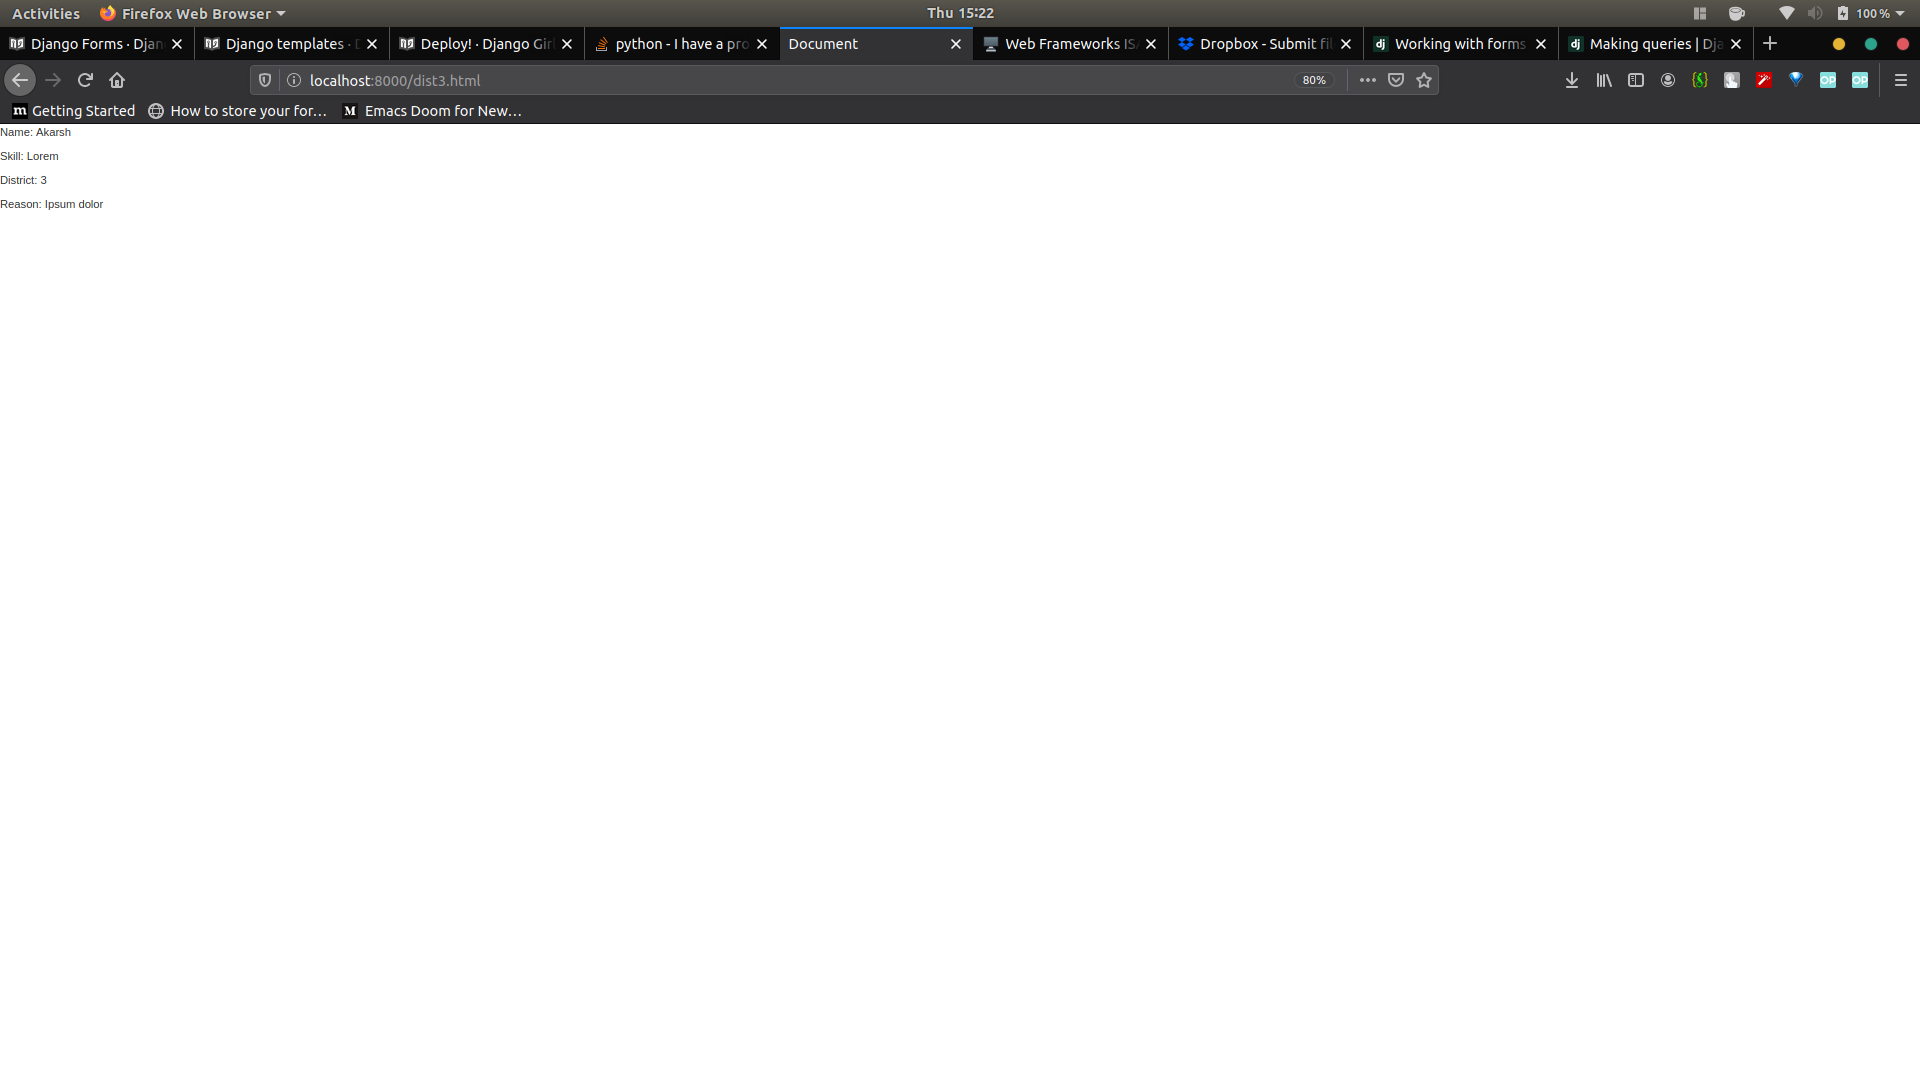 Activities Firefox Web Browser Thu 15:22 100 %
Django Forms · Djan Django templates · D Deploy! · Django Girl python - I have a pro Document Web Frameworks IS Dropbox - Submit fil Working with forms Making queries | Dja
localhost:8000/dist3.html 80% OP OP
m Getting Started How to store your for... M Emacs Doom for New...
Name: Akarsh
Skill: Lorem
District: 3
Reason: Ipsum dolor